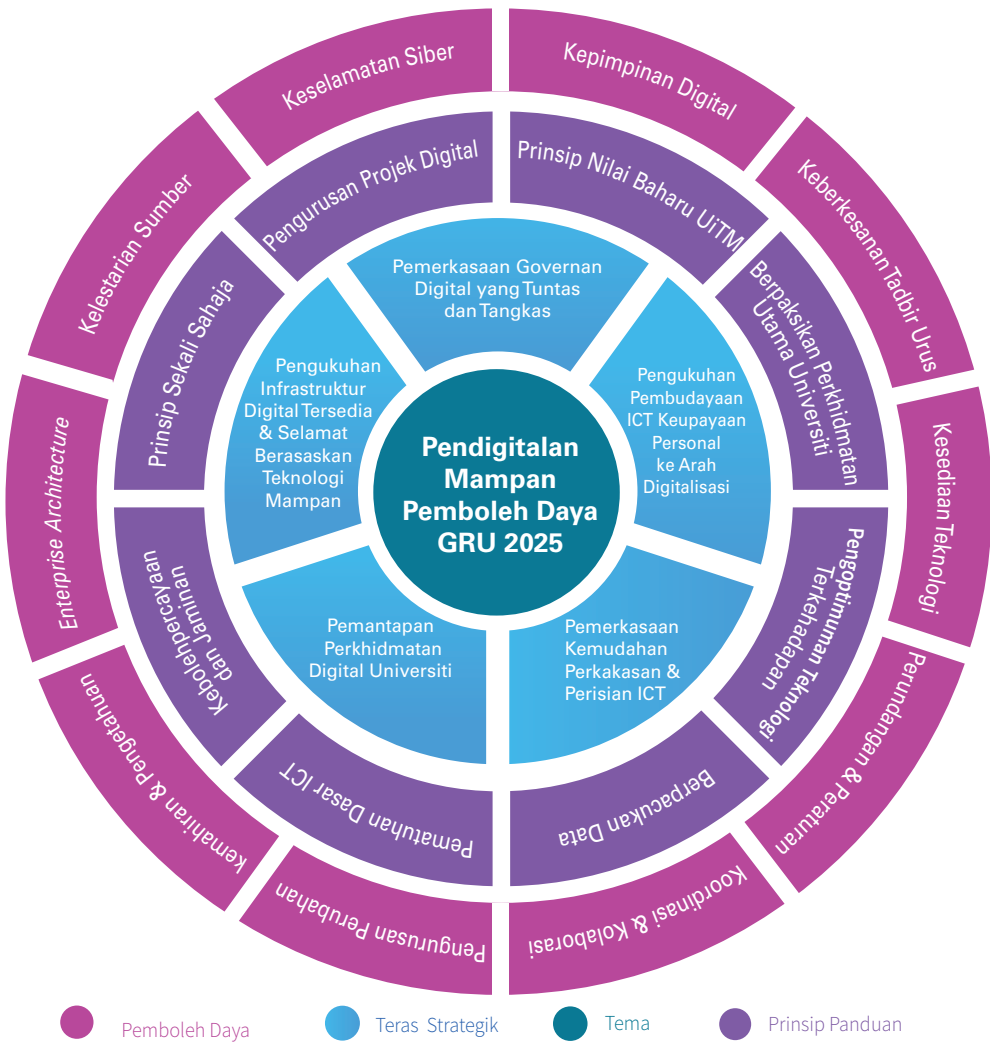 Keselamatan Siber
Kepimpinan Digital
Keberkesanan Tadbir Urus
Kesediaan Teknologi
Perundangan & Peraturan
Koordinasi & Kolaborasi
Pengurusan Perubahan
kemahiran & Pengetahuan
Enterprise Architecture
Kelestarian Sumber
Pengurusan Projek Digital
Prinsip Nilai Baharu UiTM
Berpaksikan Perkhidmatan
Utama Universiti
Pengoptimuman Teknologi
Terkehadapan
Berpacukan Data
Pematuhan Dasar ICT
Kebolehpercayaan
dan Jaminan
Prinsip Sekali Sahaja
Pemerkasaan Governan
Digital yang Tuntas
dan Tangkas
Pengukuhan
Pembudayaan
ICT Keupayaan
Personal
ke Arah
Digitalisasi
Pemerkasaan
Kemudahan
Perkakasan &
Perisian ICT
Pemantapan
Perkhidmatan
Digital Universiti
Pengukuhan
Infrastruktur
Digital Tersedia
& Selamat
Berasaskan
Teknologi
Mampan
Pendigitalan
Mampan
Pemboleh Daya
GRU 2025
Pemboleh Daya
Teras Strategik
Tema
Prinsip Panduan